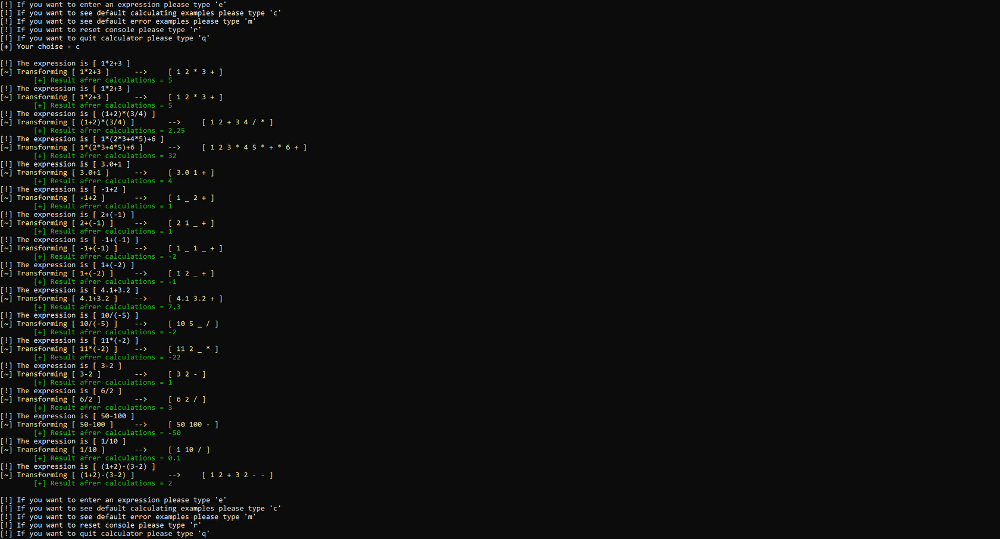 [!] If you want to enter an expression please type 'e'
[!] If you want to see default calculating examples please type 'c'
[!] If you want to see default error examples please type 'm'
[!] If you want to reset console please type 'r'
[!] If you want to quit calculator please type 'q'
[+] Your choise - c
[!] The expression is [ 1*2+3 ]
[~] Transforming [ 1*2+3 ] --> [ 1 2 * 3 + ]
[+] Result afrer calculations = 5
[!] The expression is [ 1*2+3 ]
[~] Transforming [ 1*2+3 ] --> [ 1 2 * 3 + ]
[+] Result afrer calculations = 5
[!] The expression is [ (1+2)*(3/4) ]
[~] Transforming [ (1+2)*(3/4) ] --> [ 1 2 + 3 4 / * ]
[+] Result afrer calculations = 2.25
[!] The expression is [ 1*(2*3+4*5)+6 ]
[~] Transforming [ 1*(2*3+4*5)+6 ] --> [ 1 2 3 * 4 5 * + * 6 + ]
[+] Result afrer calculations = 32
[!] The expression is [ 3.0+1 ]
[~] Transforming [ 3.0+1 ] --> [ 3.0 1 + ]
[+] Result afrer calculations = 4
[!] The expression is [ -1+2 ]
[~] Transforming [ -1+2 ] --> [ 1 _ 2 + ]
[+] Result afrer calculations = 1
[!] The expression is [ 2+(-1) ]
[~] Transforming [ 2+(-1) ] --> [ 2 1 _ + ]
[+] Result afrer calculations = 1
[!] The expression is [ -1+(-1) ]
[~] Transforming [ -1+(-1) ] --> [ 1 _ 1 _ + ]
[+] Result afrer calculations = -2
[!] The expression is [ 1+(-2) ]
[~] Transforming [ 1+(-2) ] --> [ 1 2 _ + ]
[+] Result afrer calculations = -1
[!] The expression is [ 4.1+3.2 ]
[~] Transforming [ 4.1+3.2 ] --> [ 4.1 3.2 + ]
[+] Result afrer calculations = 7.3
[!] The expression is [ 10/(-5) ]
[~] Transforming [ 10/(-5) ] --> [ 10 5 _ / ]
[+] Result afrer calculations = -2
[!] The expression is [ 11*(-2) ]
[~] Transforming [ 11*(-2) ] --> [ 11 2 _ * ]
[+] Result afrer calculations = -22
[!] The expression is [ 3-2 ]
[~] Transforming [ 3-2 ] --> [ 3 2 - ]
[+] Result afrer calculations = 1
[!] The expression is [ 6/2 ]
[~] Transforming [ 6/2 ] --> [ 6 2 / ]
[+] Result afrer calculations = 3
[!] The expression is [ 50-100 ]
[~] Transforming [ 50-100 ] --> [ 50 100 - ]
[+] Result afrer calculations = -50
[!] The expression is [ 1/10 ]
[~] Transforming [ 1/10 ] --> [ 1 10 / ]
[+] Result afrer calculations = 0.1
[!] The expression is [ (1+2)-(3-2) ]
[~] Transforming [ (1+2)-(3-2) ] --> [ 1 2 + 3 2 - - ]
[+] Result afrer calculations = 2
[!] If you want to enter an expression please type 'e'
[!] If you want to see default calculating examples please type 'c'
[!] If you want to see default error examples please type 'm'
[!] If you want to reset console please type 'r'
[!] If you want to quit calculator please type 'q'